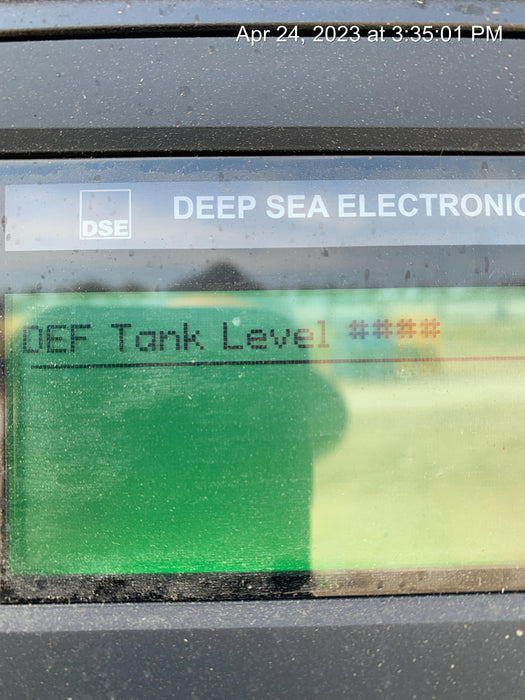 Apr 24, 2023 at 3:35:01 PM
DSE
DEEP SEA ELECTRONIC
DEF Tank Level ####